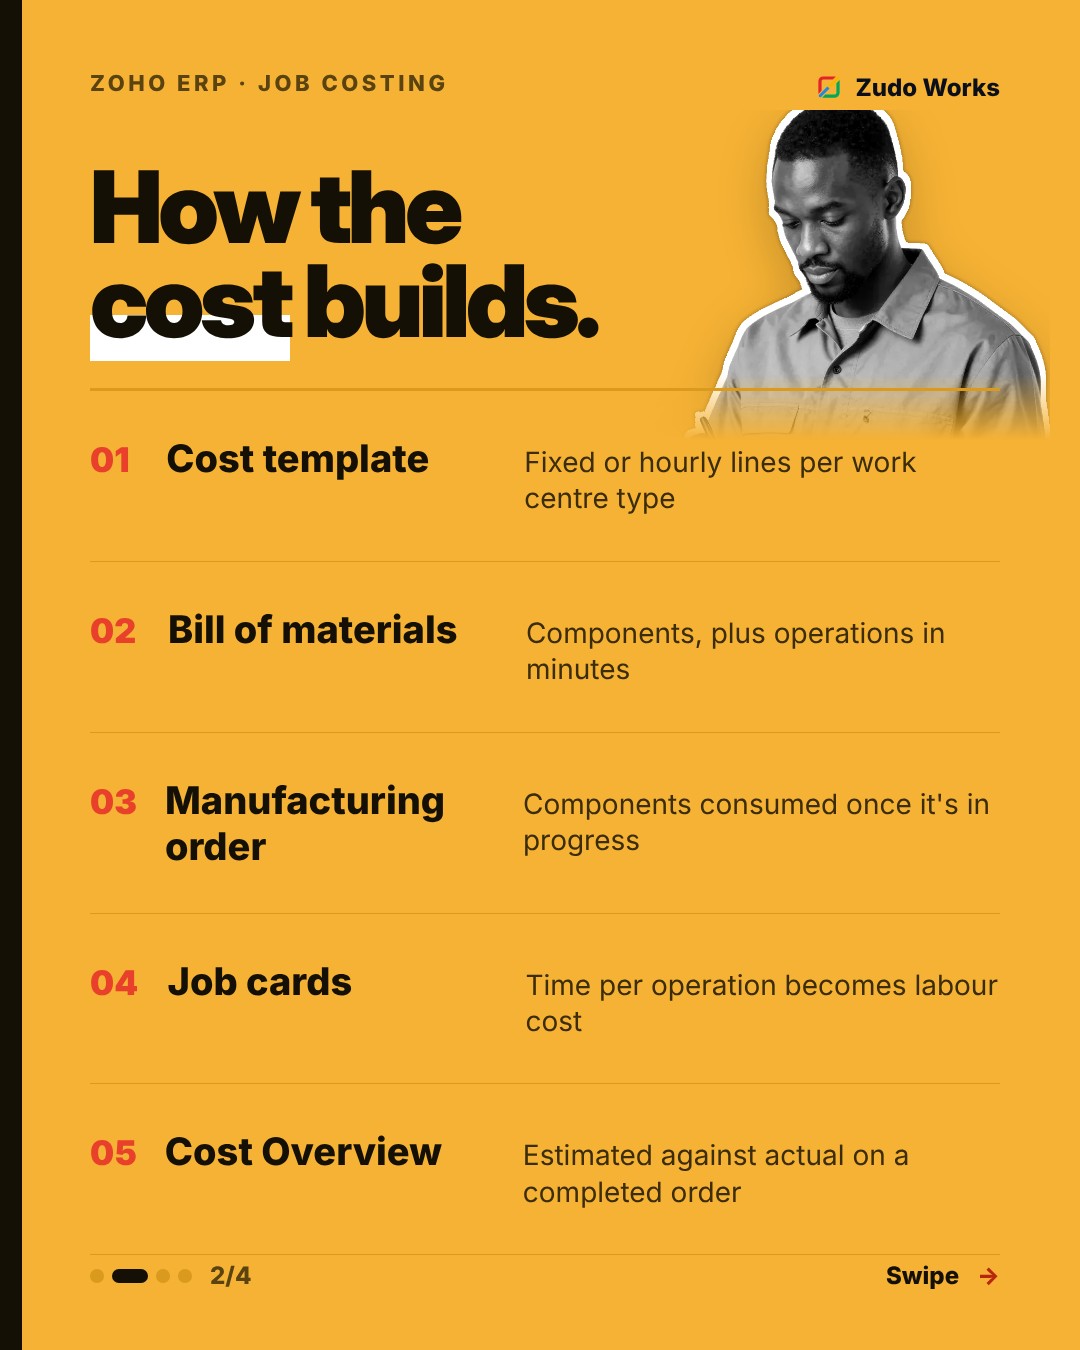 ZOHO ERP · JOB COSTING
Zudo Works
How the
cost builds.
01 Cost template
Fixed or hourly lines per work
centre type
02 Bill of materials
Components, plus operations in
minutes
03 Manufacturing
order
Components consumed once it's in
progress
04 Job cards
Time per operation becomes labour
cost
05 Cost Overview
Estimated against actual on a
completed order
2/4
Swipe →